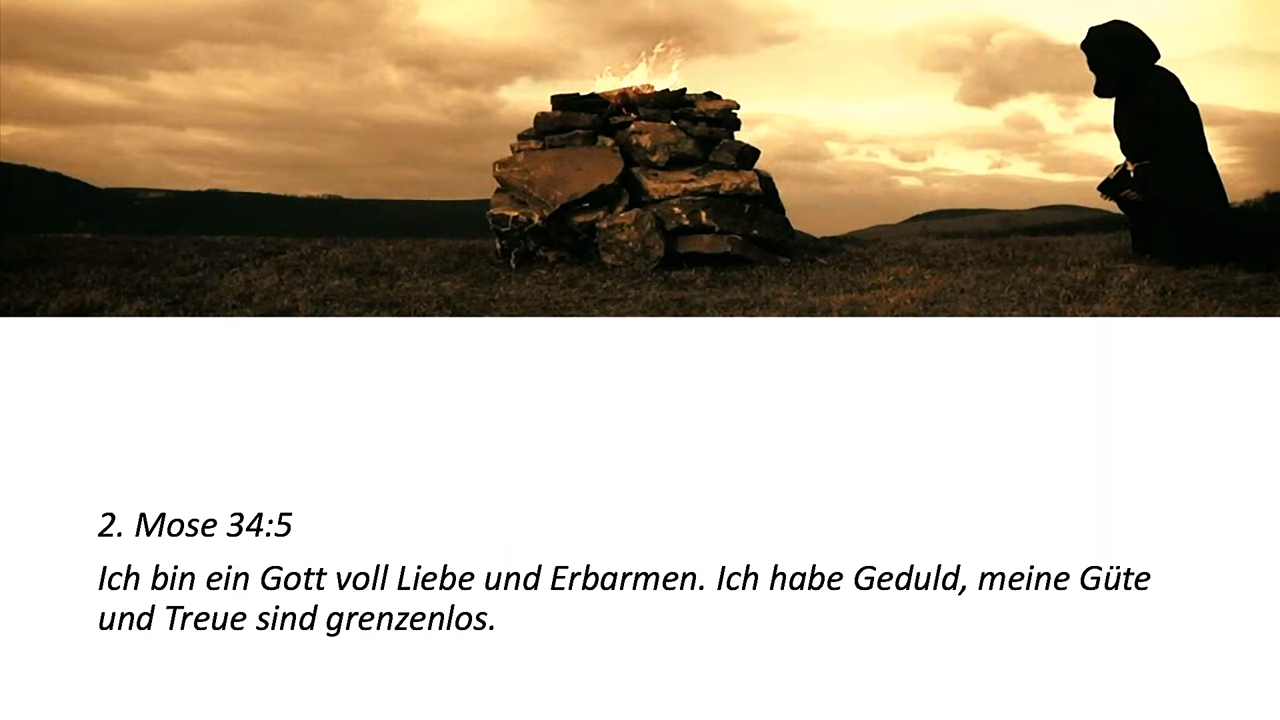 2. Mose 34:5
Ich bin ein Gott voll Liebe und Erbarmen. Ich habe Geduld, meine Güte
und Treue sind grenzenlos.